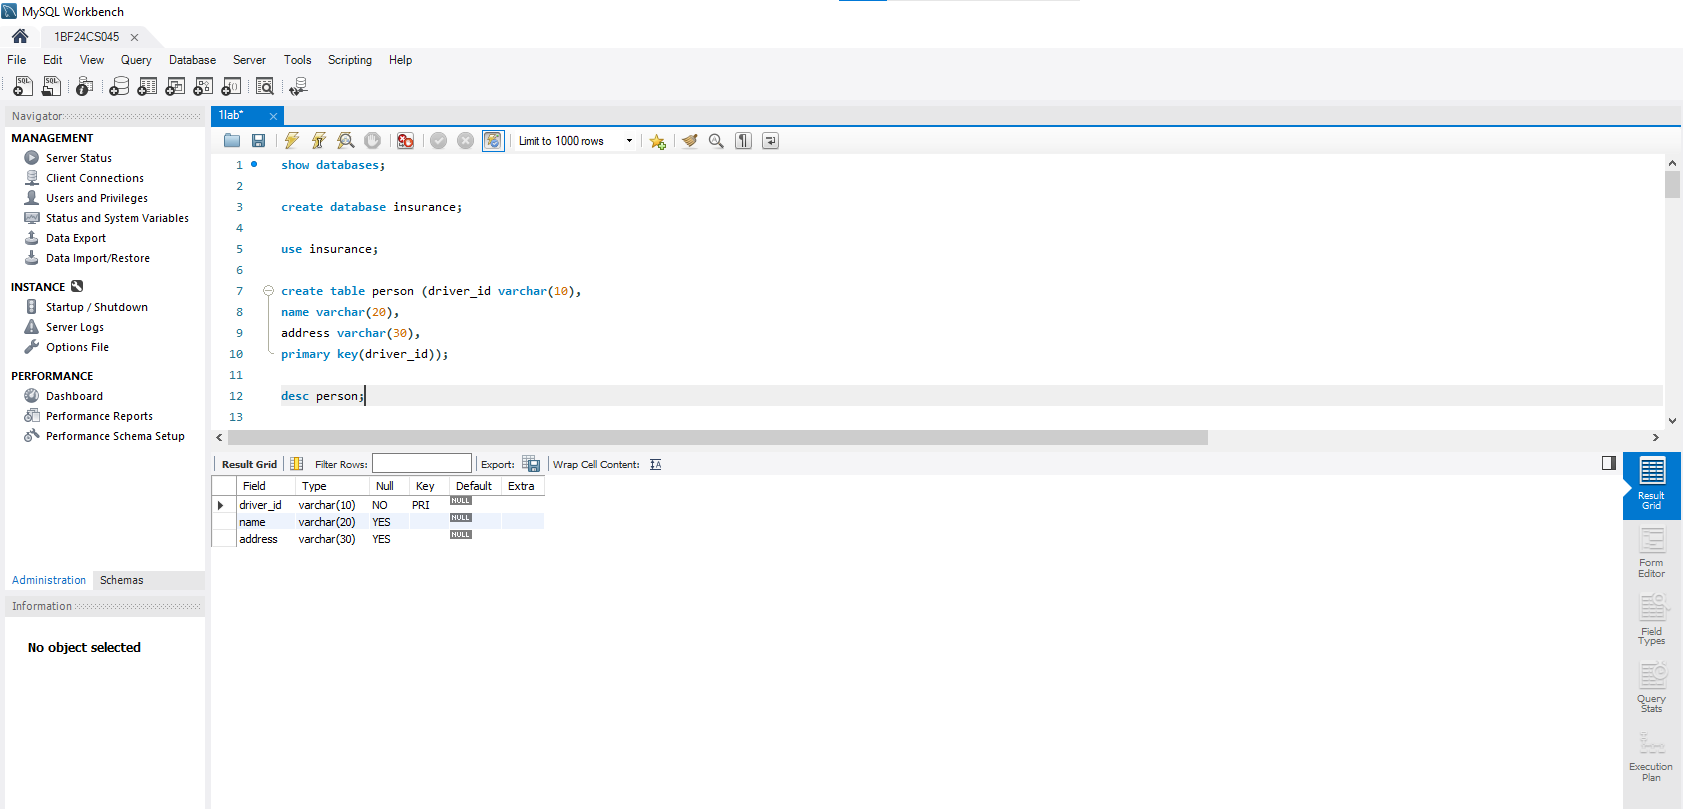 MySQL Workbench
1BF24CS045
File Edit View Query Database Server Tools Scripting Help
Navigator
MANAGEMENT
Server Status
Client Connections
Users and Privileges
Status and System Variables
Data Export
Data Import/Restore
INSTANCE
Startup / Shutdown
Server Logs
Options File
PERFORMANCE
Dashboard
Performance Reports
Performance Schema Setup
Administration Schemas
Information
No object selected
1lab*
Limit to 1000 rows
1 show databases;
2
3 create database insurance;
4
5 use insurance;
6
7 create table person (driver_id varchar(10),
8 name varchar(20),
9 address varchar(30),
10 primary key(driver_id));
11
12 desc person;
13
Result Grid Filter Rows: Export: Wrap Cell Content:
Field Type Null Key Default Extra
driver_id varchar(10) NO PRI NULL
name varchar(20) YES NULL
address varchar(30) YES NULL
Result
Grid
Form
Editor
Field
Types
Query
Stats
Execution
Plan